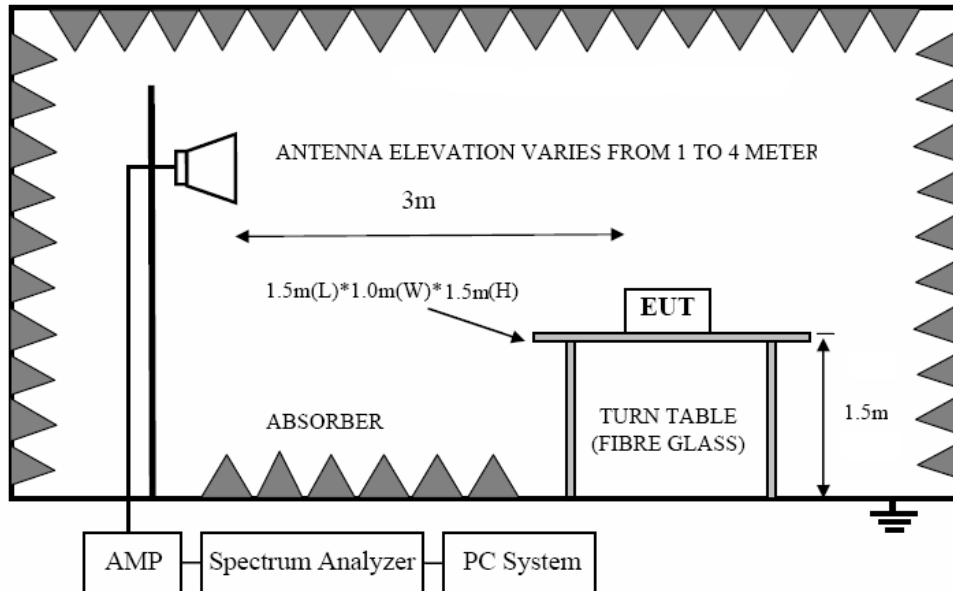 ANTENNA ELEVATION VARIES FROM 1 TO 4 METER
3m
1.5m(L)*1.0m(W)*1.5m(H)
EUT
1.5m
ABSORBER
TURN TABLE
(FIBRE GLASS)
AMP
Spectrum Analyzer
PC System